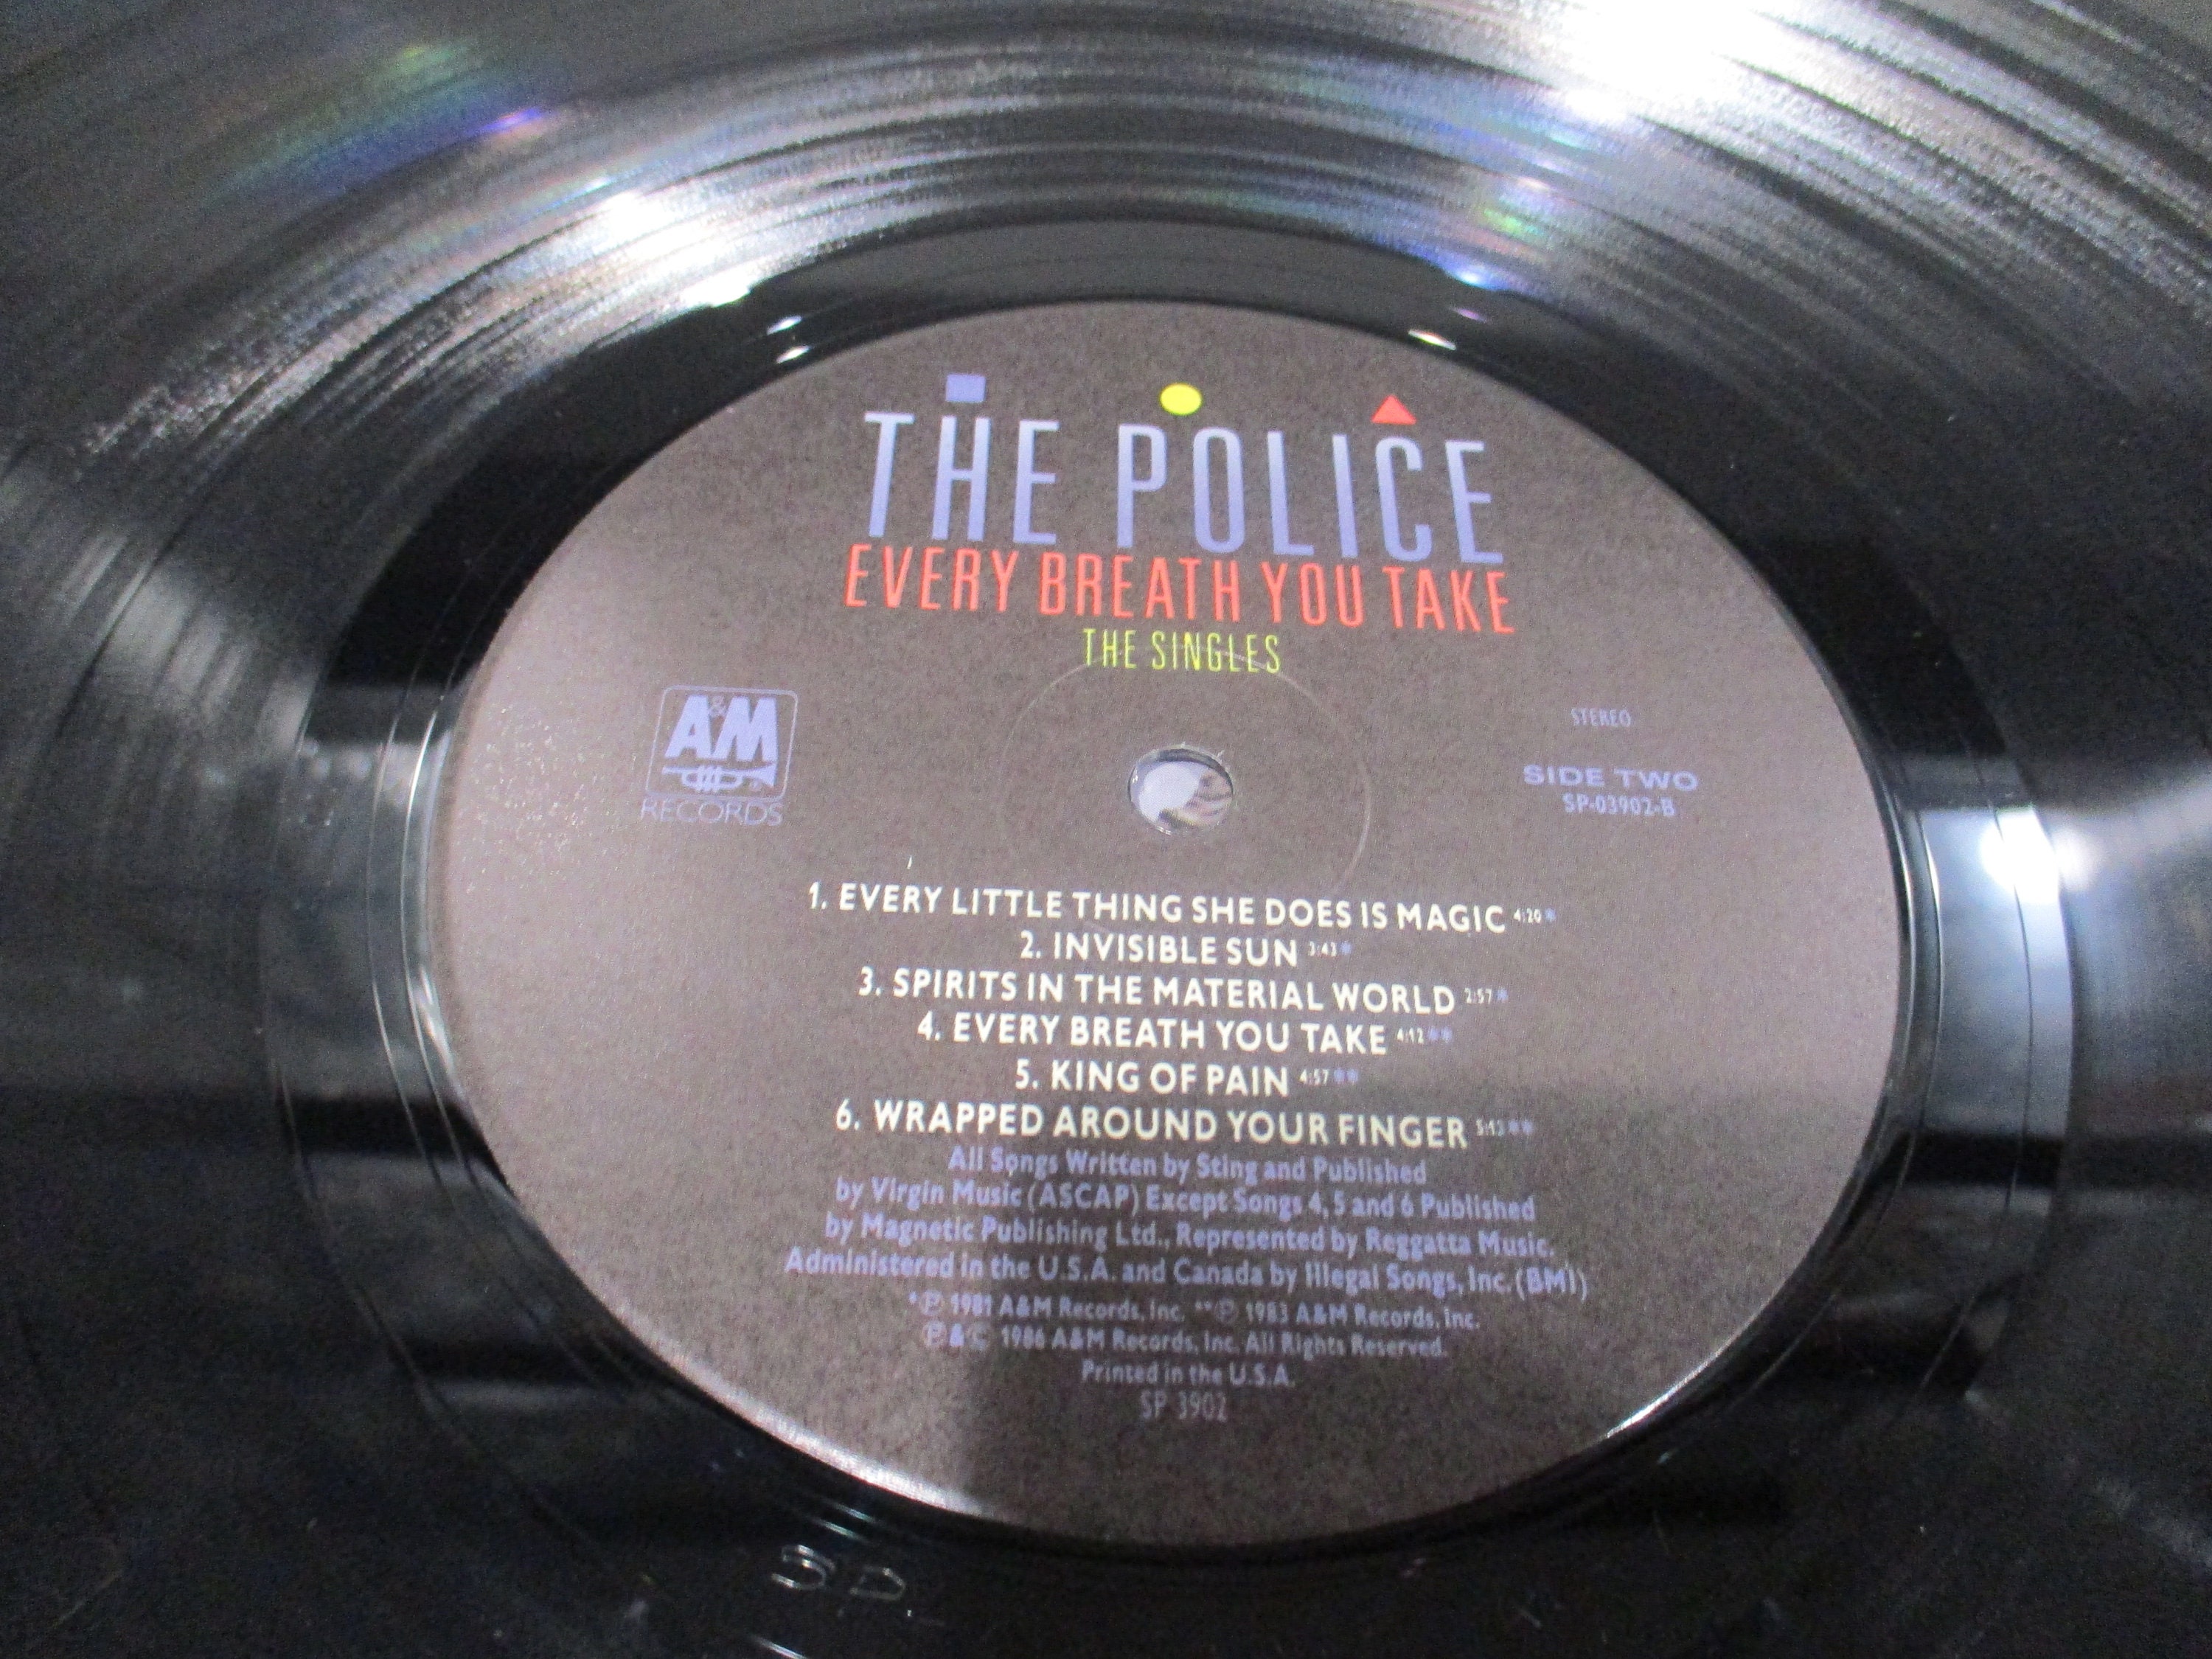 THE POLICE
EVERY BREATH YOU TAKE
THE SINGLES
A&M
RECORDS
STEREO
SIDE TWO
SP-03902-B
1. EVERY LITTLE THING SHE DOES IS MAGIC 4:20*
2. INVISIBLE SUN 3:43*
3. SPIRITS IN THE MATERIAL WORLD 2:57*
4. EVERY BREATH YOU TAKE 4:12**
5. KING OF PAIN 4:57**
6. WRAPPED AROUND YOUR FINGER 5:13**
All Songs Written by Sting and Published
by Virgin Music (ASCAP) Except Songs 4, 5 and 6 Published
by Magnetic Publishing Ltd., Represented by Reggatta Music.
Administered in the U.S.A. and Canada by Illegal Songs, Inc. (BMI)
*℗ 1981 A&M Records, Inc. **℗ 1983 A&M Records, Inc.
℗ & © 1986 A&M Records, Inc. All Rights Reserved.
Printed in the U.S.A.
SP 3902